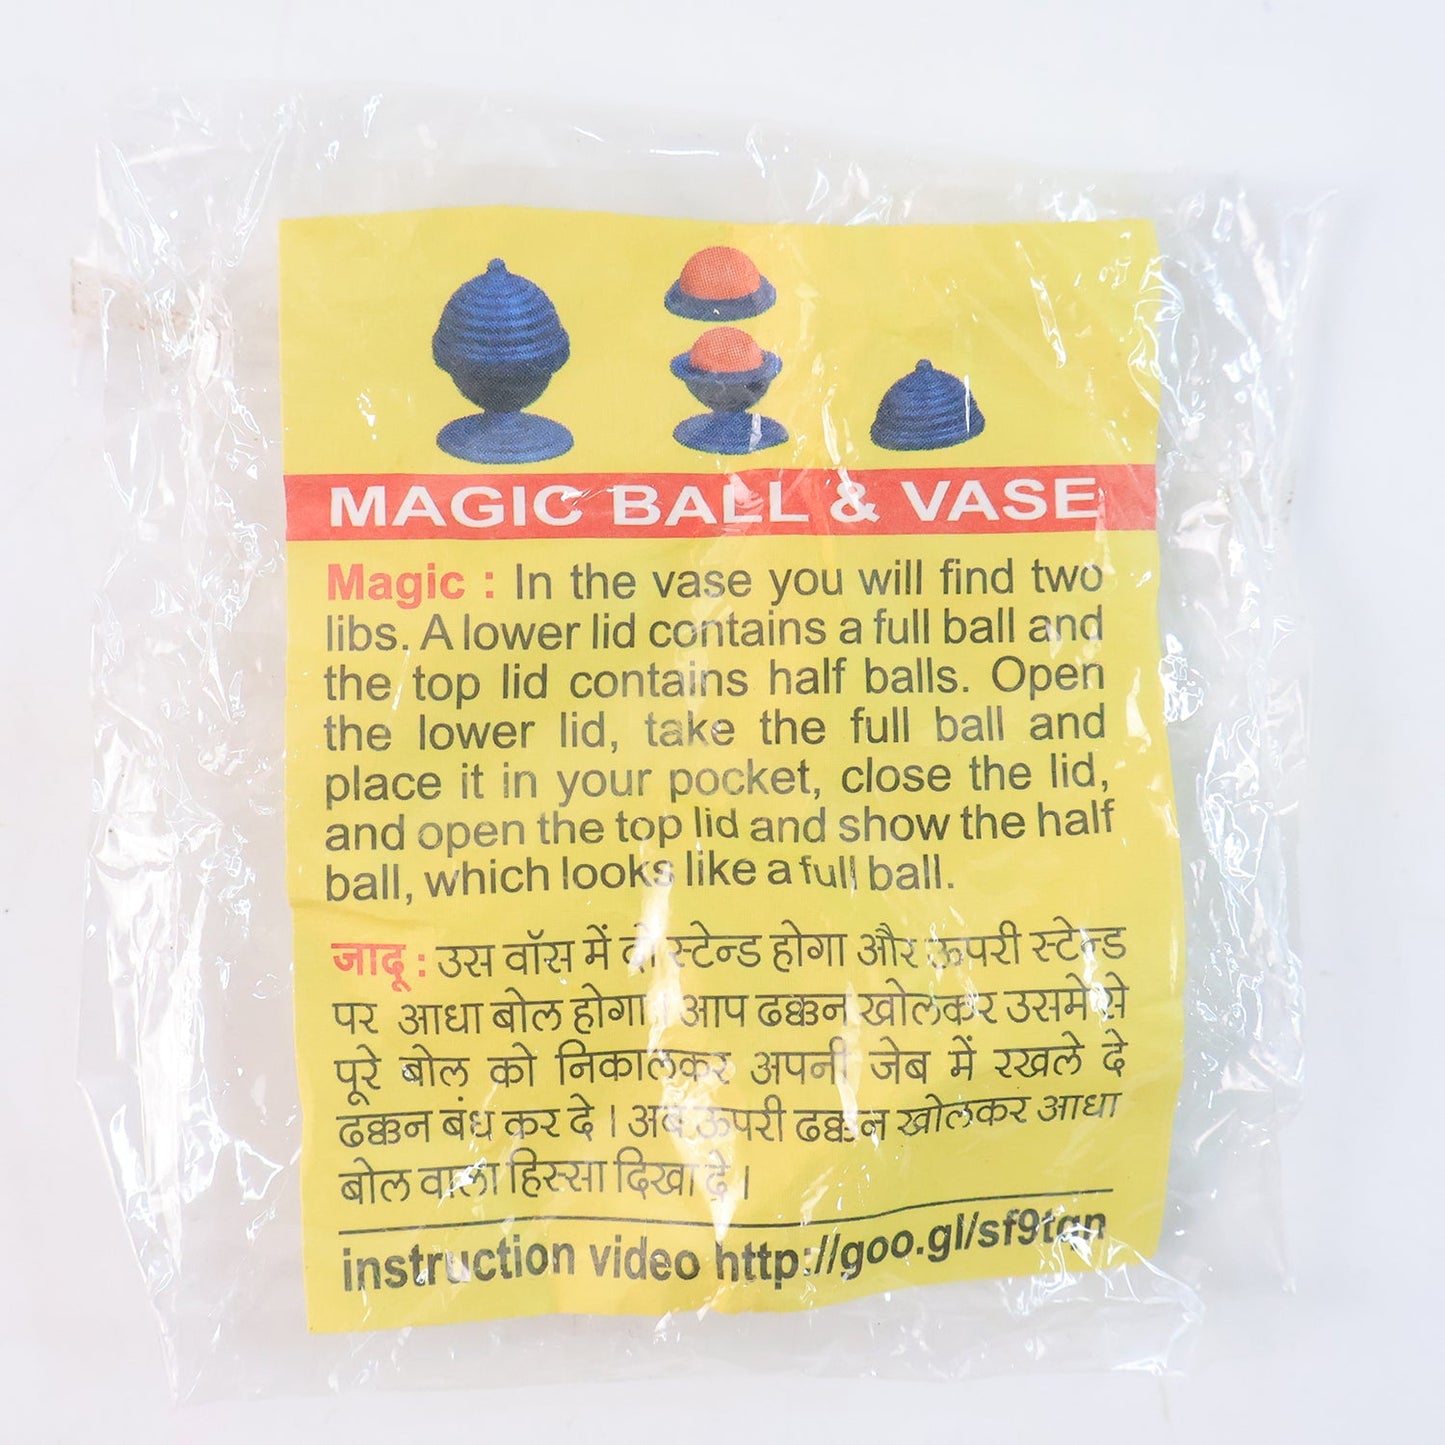 MAGIC BALL & VASE
Magic : In the vase you will find two
libs. A lower lid contains a full ball and
the top lid contains half balls. Open
the lower lid, take the full ball and
place it in your pocket, close the lid,
and open the top lid and show the half
ball, which looks like a full ball.
जादू : उस वॉस में दो स्टेन्ड होगा और ऊपरी स्टेन्ड
पर आधा बोल होगा। आप ढक्कन खोलकर उसमे से
पूरे बोल को निकालकर अपनी जेब में रखले दे
ढक्कन बंध कर दे । अब ऊपरी ढक्कन खोलकर आधा
बोल वाला हिस्सा दिखा दे ।
instruction video http://goo.gl/sf9tqn